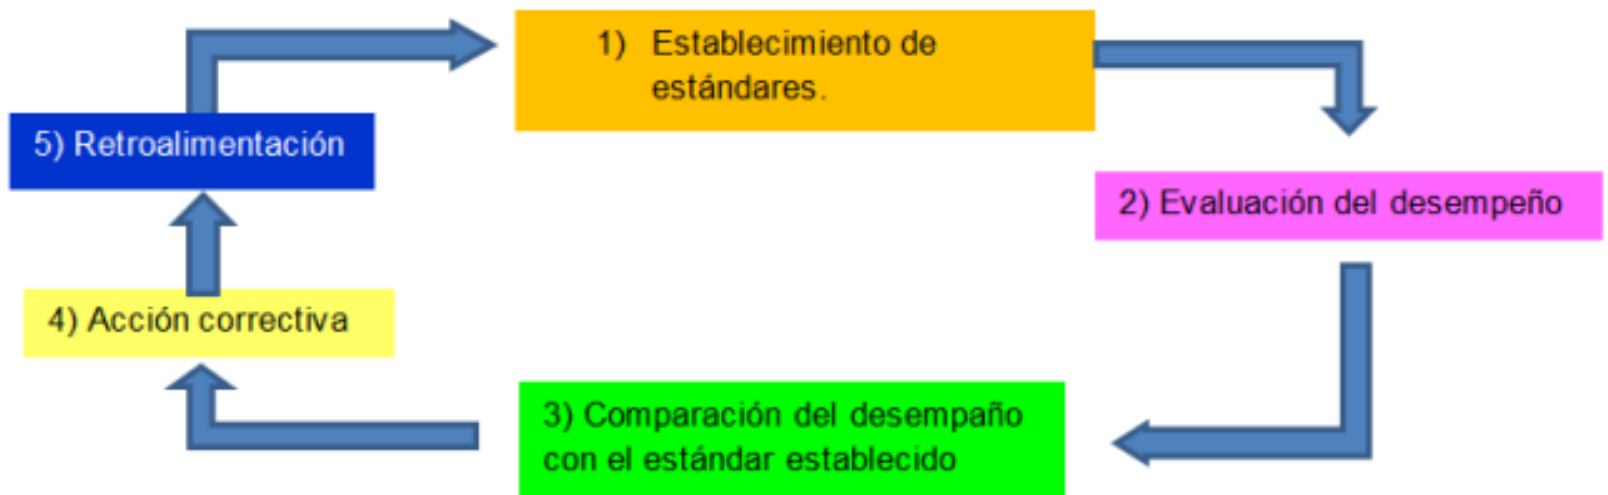 1) Establecimiento de
estándares.
2) Evaluación del desempeño
3) Comparación del desempaño
con el estándar establecido
4) Acción correctiva
5) Retroalimentación